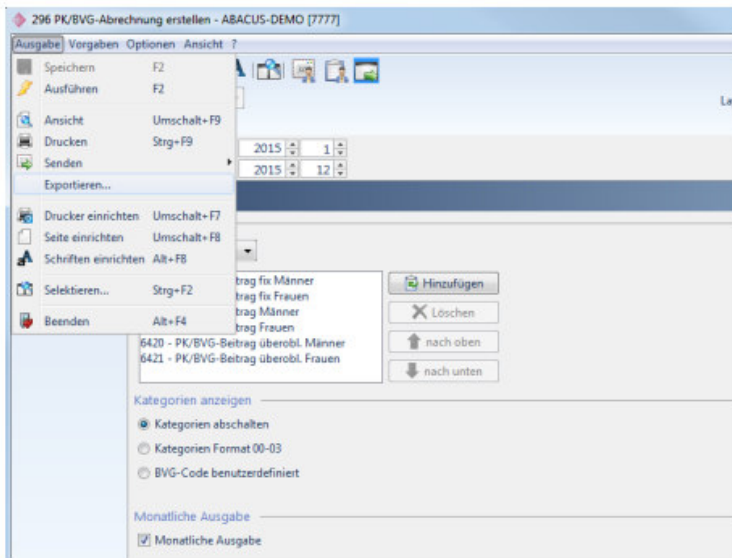 296 PK/BVG-Abrechnung erstellen - ABACUS-DEMO [7777]
Ausgabe Vorgaben Optionen Ansicht ?
Speichern F2
Ausführen F2
Ansicht Umschalt+F9
Drucken Strg+F9
Senden
Exportieren...
Drucker einrichten Umschalt+F7
Seite einrichten Umschalt+F8
Schriften einrichten Alt+F8
Selektieren... Strg+F2
Beenden Alt+F4
La
2015 1
2015 12
trag fix Männer
trag fix Frauen
trag Männer
trag Frauen
6420 - PK/BVG-Beitrag überobl. Männer
6421 - PK/BVG-Beitrag überobl. Frauen
Hinzufügen
Löschen
nach oben
nach unten
Kategorien anzeigen
Kategorien abschalten
Kategorien Format 00-03
BVG-Code benutzerdefiniert
Monatliche Ausgabe
Monatliche Ausgabe